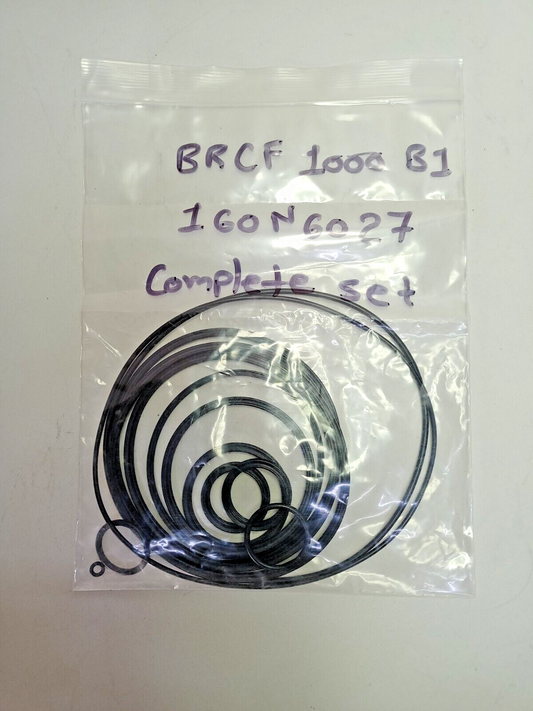 BRCF 1000 B1
160N6027
Complete set